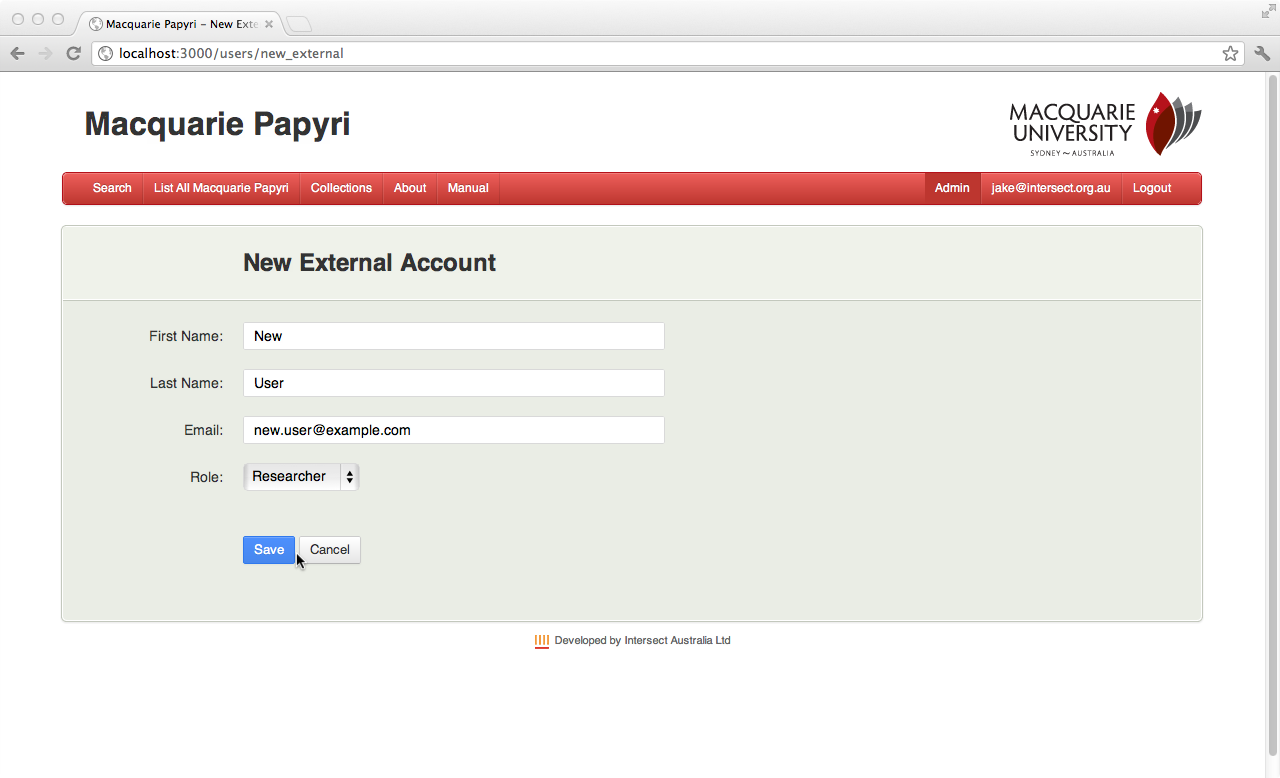 Macquarie Papyri – New Exte
localhost:3000/users/new_external
Macquarie Papyri
MACQUARIE
UNIVERSITY
SYDNEY ~ AUSTRALIA
Search List All Macquarie Papyri Collections About Manual Admin jake@intersect.org.au Logout
New External Account
First Name: New
Last Name: User
Email: new.user@example.com
Role: Researcher
Save Cancel
Developed by Intersect Australia Ltd